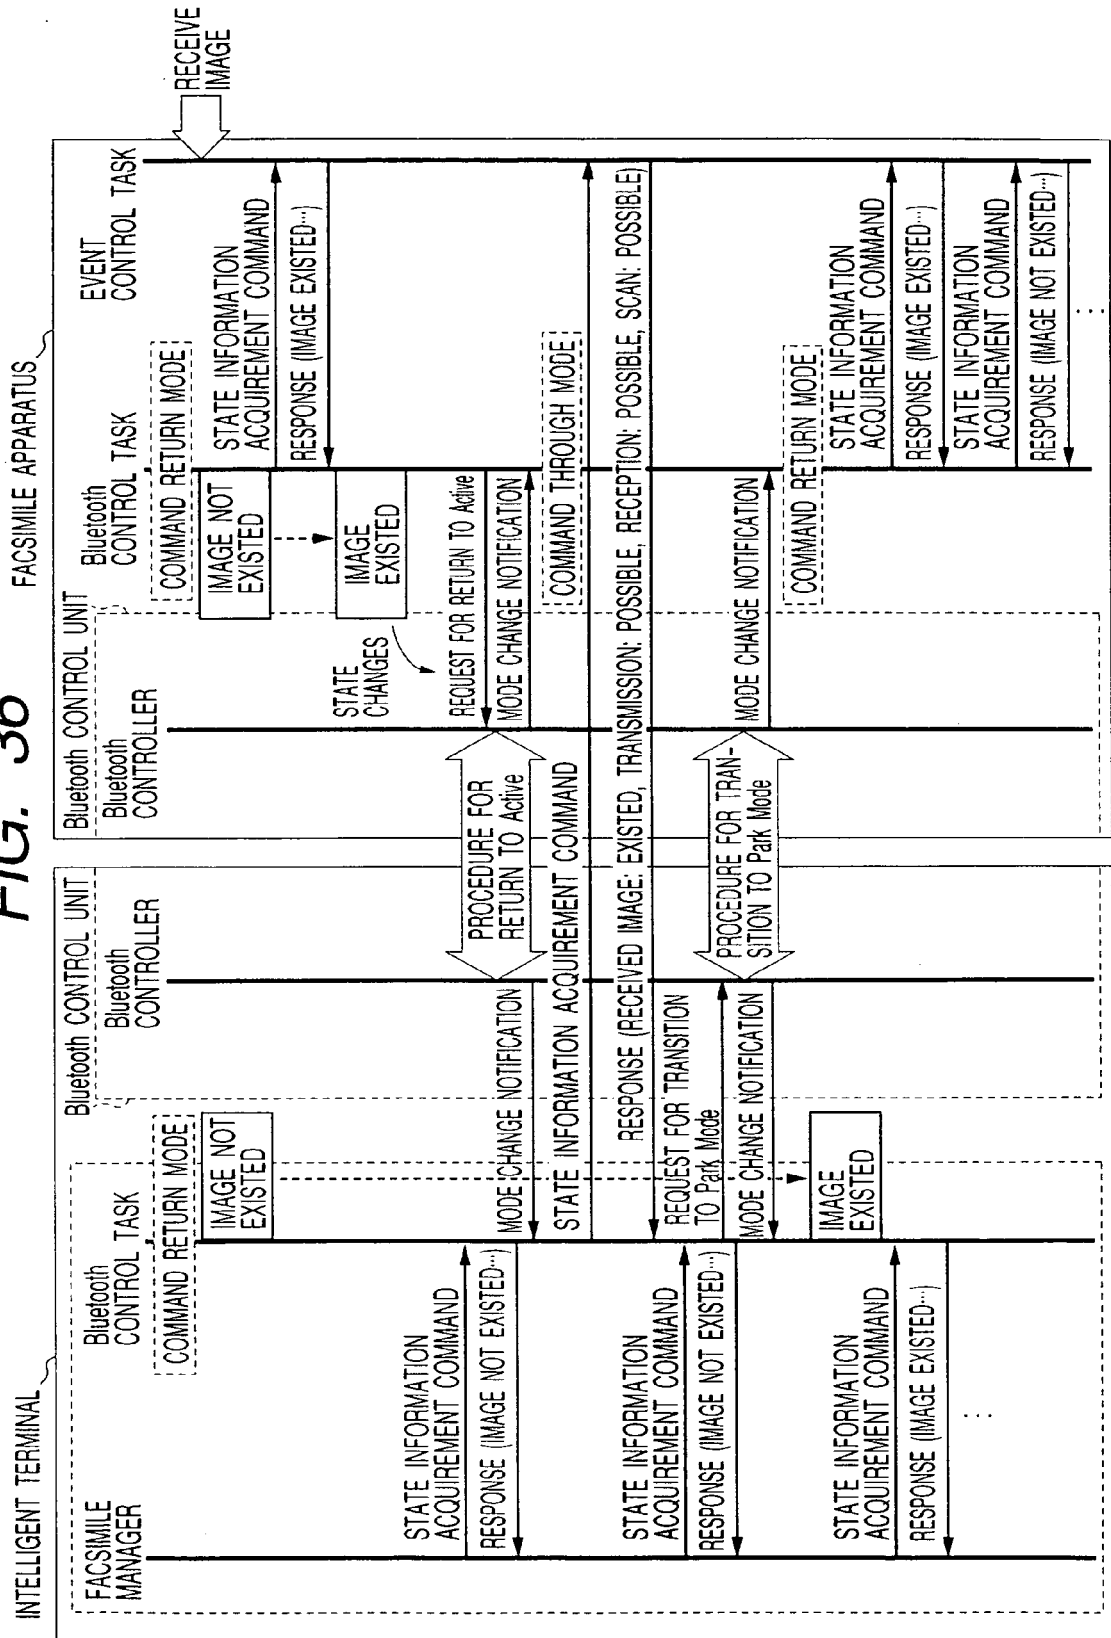 FIG. 36
INTELLIGENT TERMINAL
FACSIMILE APPARATUS
FACSIMILE
MANAGER
Bluetooth
CONTROL TASK
Bluetooth CONTROL UNIT
Bluetooth
CONTROLLER
Bluetooth CONTROL UNIT
Bluetooth
CONTROLLER
Bluetooth
CONTROL TASK
EVENT
CONTROL TASK
RECEIVE
IMAGE
COMMAND RETURN MODE
COMMAND RETURN MODE
IMAGE NOT
EXISTED
IMAGE NOT
EXISTED
STATE INFORMATION
ACQUIREMENT COMMAND
RESPONSE (IMAGE EXISTED···)
IMAGE
EXISTED
STATE
CHANGES
STATE INFORMATION
ACQUIREMENT COMMAND
RESPONSE (IMAGE NOT EXISTED···)
REQUEST FOR RETURN TO Active
MODE CHANGE NOTIFICATION
PROCEDURE FOR
RETURN TO Active
MODE CHANGE NOTIFICATION
COMMAND THROUGH MODE
STATE INFORMATION ACQUIREMENT COMMAND
RESPONSE (RECEIVED IMAGE: EXISTED, TRANSMISSION: POSSIBLE, RECEPTION: POSSIBLE, SCAN: POSSIBLE)
STATE INFORMATION
ACQUIREMENT COMMAND
RESPONSE (IMAGE NOT EXISTED···)
REQUEST FOR TRANSITION
TO Park Mode
PROCEDURE FOR TRAN-
SITION TO Park Mode
MODE CHANGE NOTIFICATION
MODE CHANGE NOTIFICATION
COMMAND RETURN MODE
IMAGE
EXISTED
STATE INFORMATION
ACQUIREMENT COMMAND
RESPONSE (IMAGE EXISTED···)
STATE INFORMATION
ACQUIREMENT COMMAND
RESPONSE (IMAGE EXISTED···)
STATE INFORMATION
ACQUIREMENT COMMAND
RESPONSE (IMAGE NOT EXISTED···)
···
···